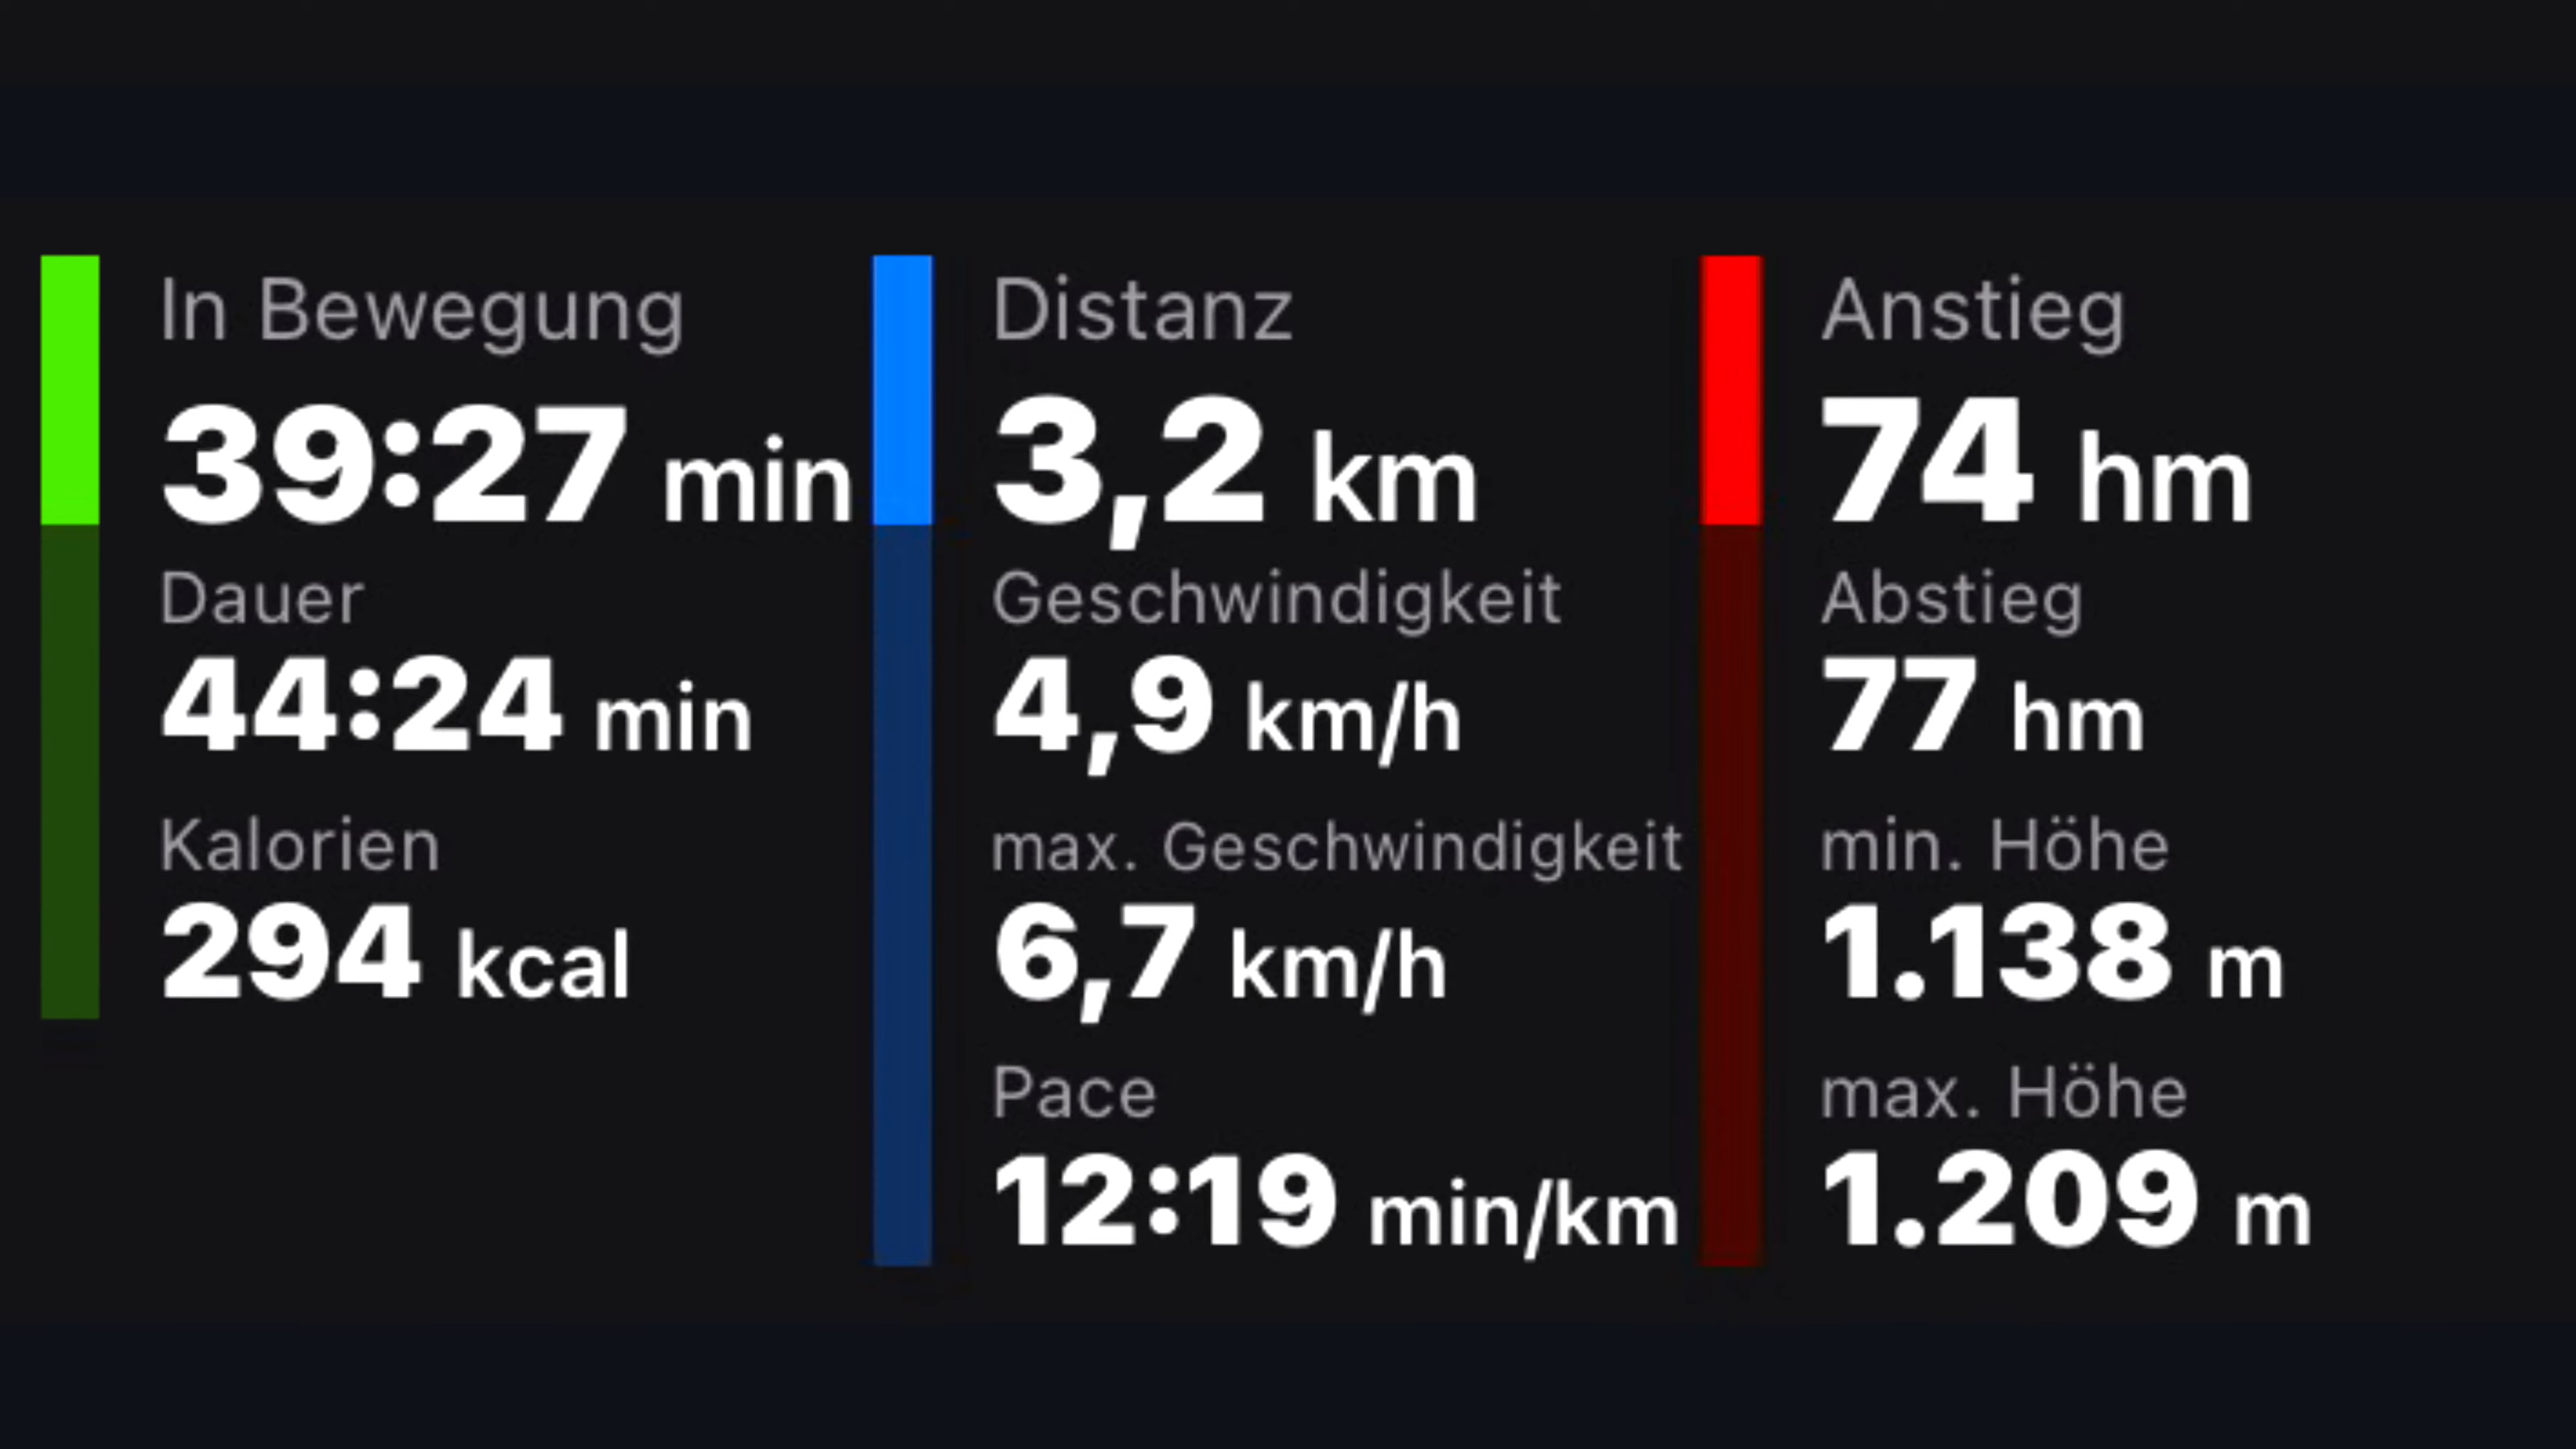 In Bewegung
39:27 min
Dauer
44:24 min
Kalorien
294 kcal
Distanz
3,2 km
Geschwindigkeit
4,9 km/h
max. Geschwindigkeit
6,7 km/h
Pace
12:19 min/km
Anstieg
74 hm
Abstieg
77 hm
min. Höhe
1.138 m
max. Höhe
1.209 m